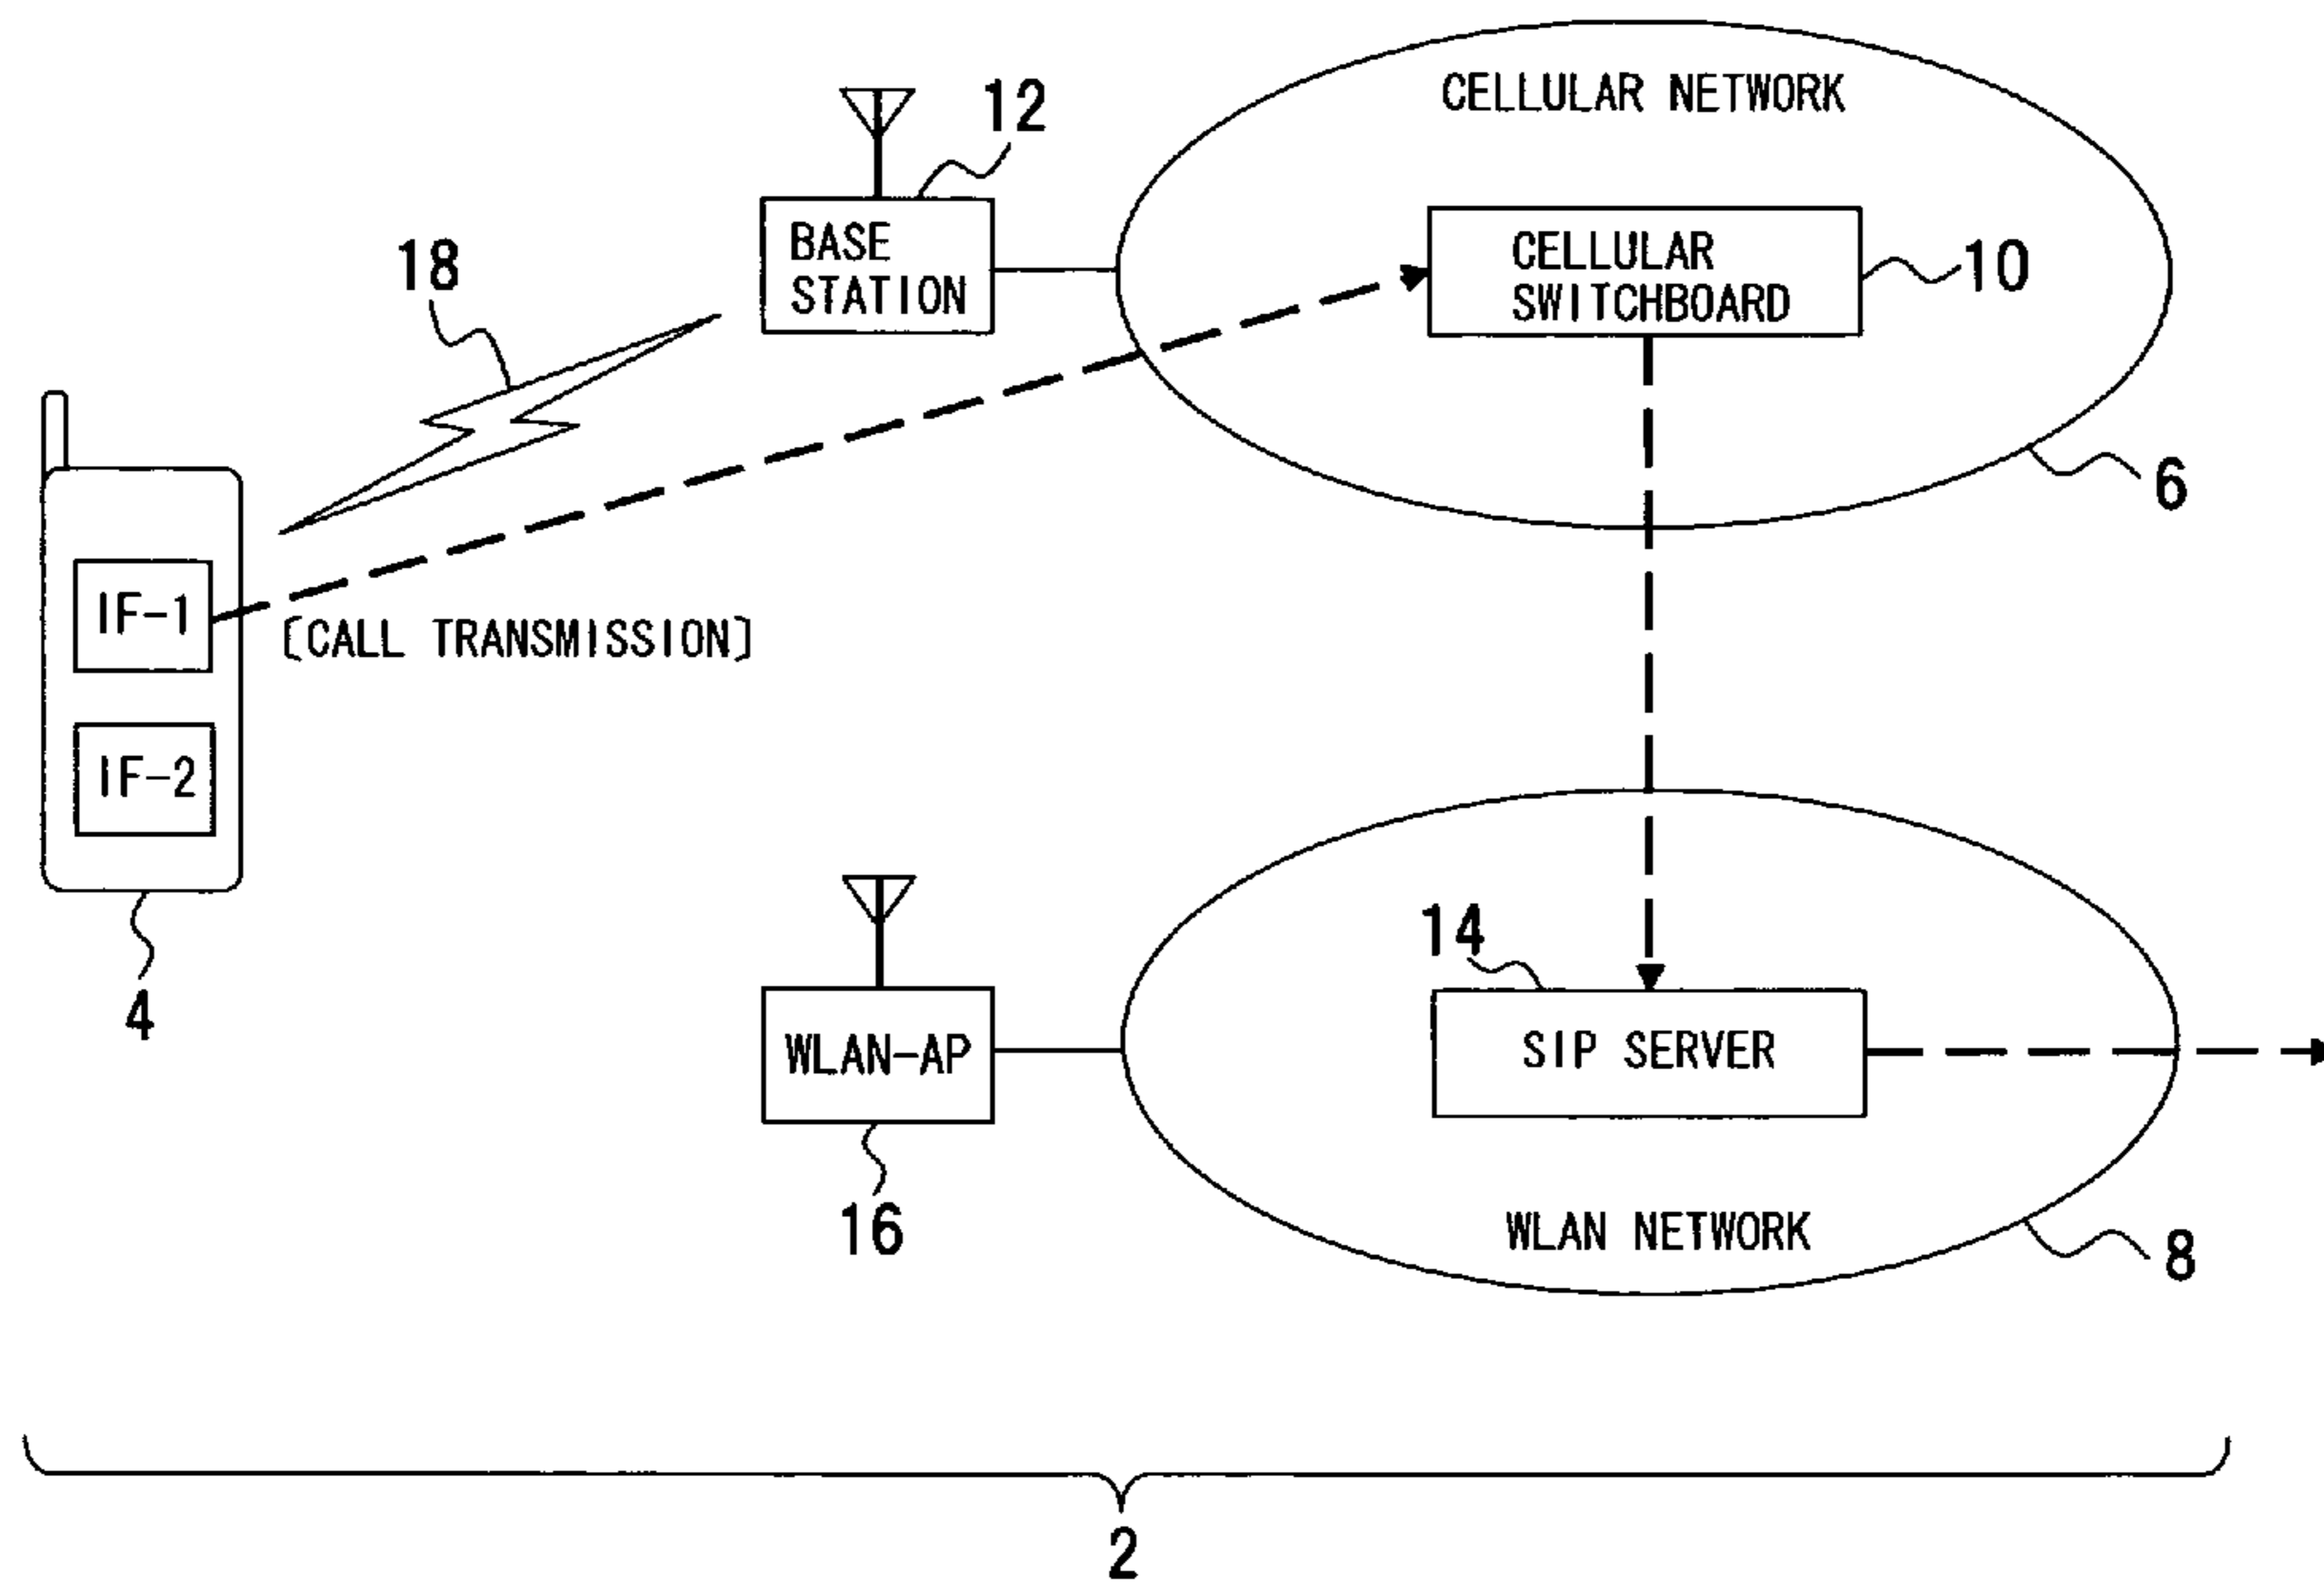 CELLULAR NETWORK
12
BASE
STATION
CELLULAR
SWITCHBOARD
10
18
6
IF-1
[CALL TRANSMISSION]
IF-2
4
14
WLAN-AP
SIP SERVER
16
WLAN NETWORK
8
2